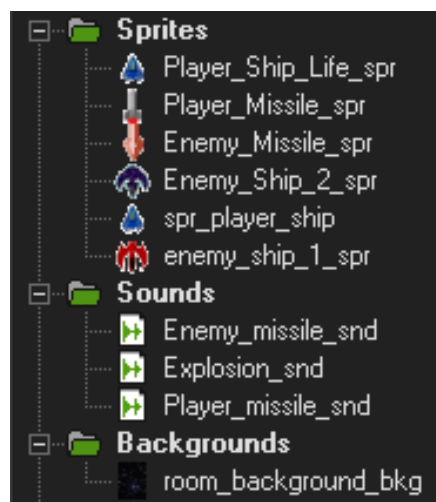 Sprites
Player_Ship_Life_spr
Player_Missile_spr
Enemy_Missile_spr
Enemy_Ship_2_spr
spr_player_ship
enemy_ship_1_spr
Sounds
Enemy_missile_snd
Explosion_snd
Player_missile_snd
Backgrounds
room_background_bkg